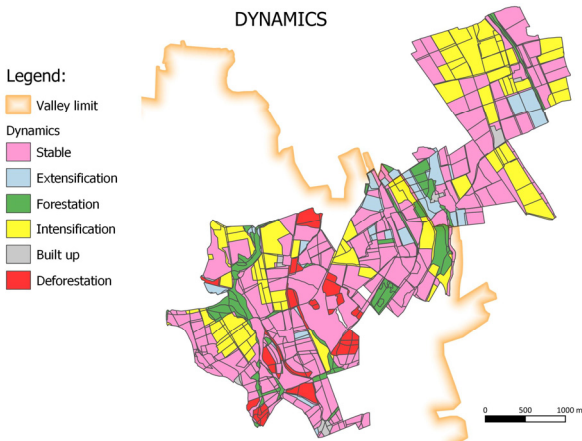 DYNAMICS
Legend:
Valley limit
Dynamics
Stable
Extensification
Forestation
Intensification
Built up
Deforestation
0 500 1000 m